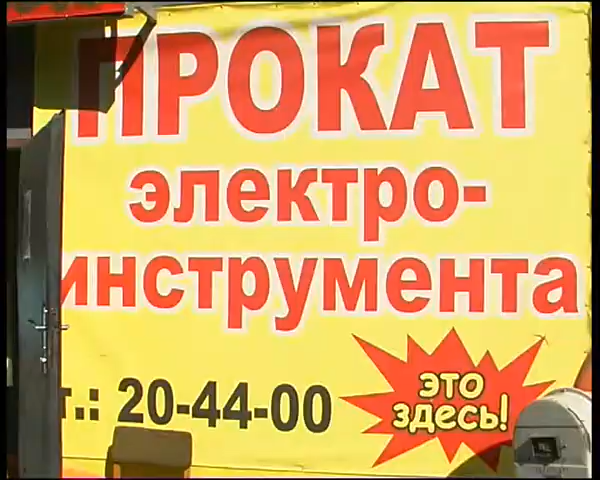 ПРОКАТ
электро-
инструмента
т.: 20-44-00
это
здесь!